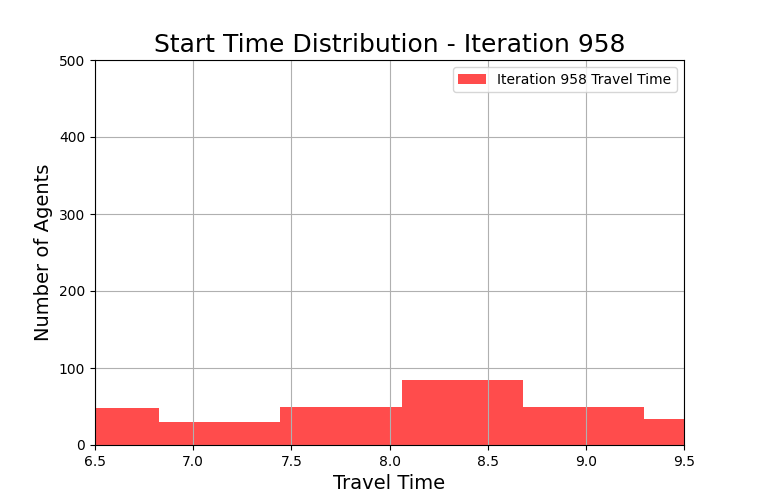 Start Time Distribution - Iteration 958
Iteration 958 Travel Time
Number of Agents
500
400
300
200
100
0
6.5 7.0 7.5 8.0 8.5 9.0 9.5
Travel Time